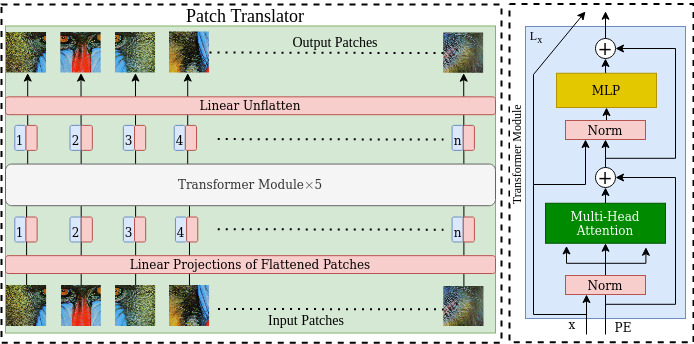 Patch Translator
Output Patches
Linear Unflatten
1 2 3 4 n
Transformer Module×5
1 2 3 4 n
Linear Projections of Flattened Patches
Input Patches
Transformer Module
Lx
+
MLP
Norm
+
Multi-Head
Attention
Norm
x PE